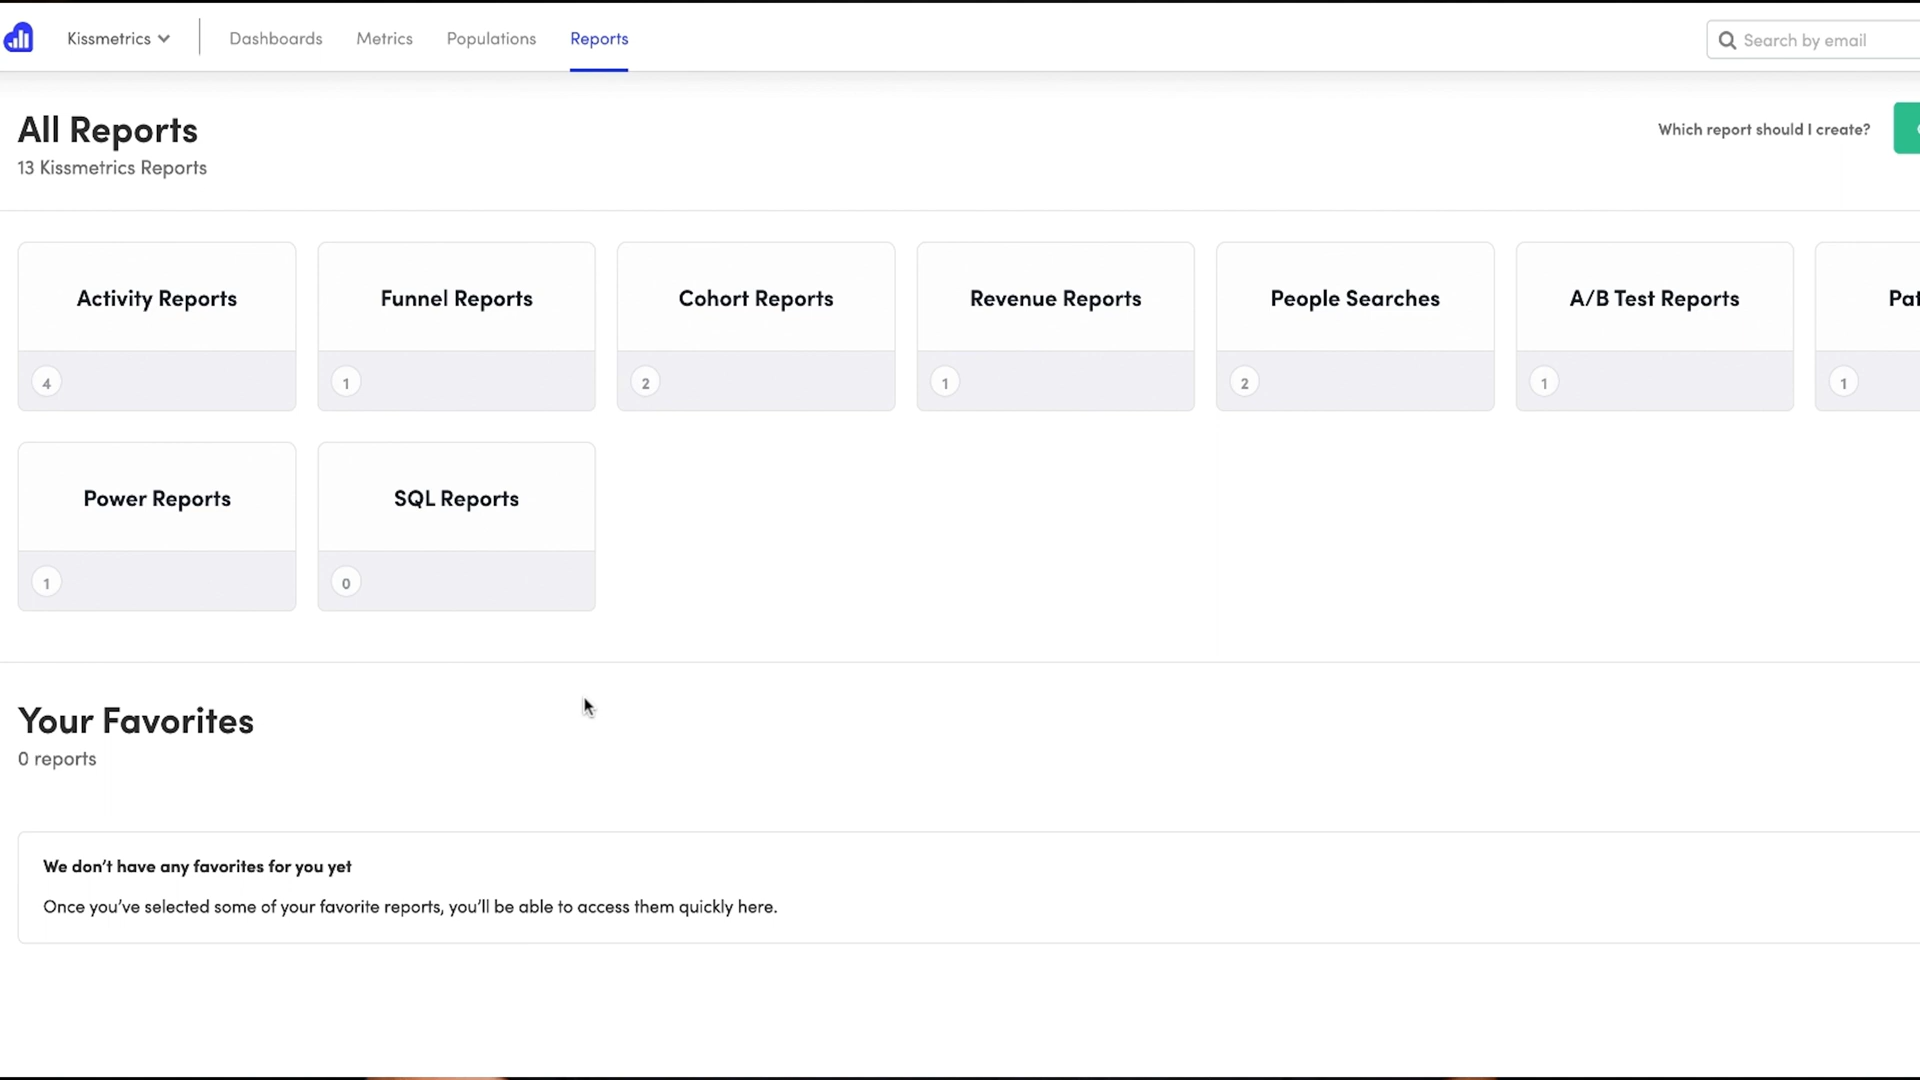 Kissmetrics Dashboards Metrics Populations Reports Search by email
All Reports
13 Kissmetrics Reports
Which report should I create?
Activity Reports
4
Funnel Reports
1
Cohort Reports
2
Revenue Reports
1
People Searches
2
A/B Test Reports
1
Pat
1
Power Reports
1
SQL Reports
0
Your Favorites
0 reports
We don’t have any favorites for you yet
Once you’ve selected some of your favorite reports, you’ll be able to access them quickly here.